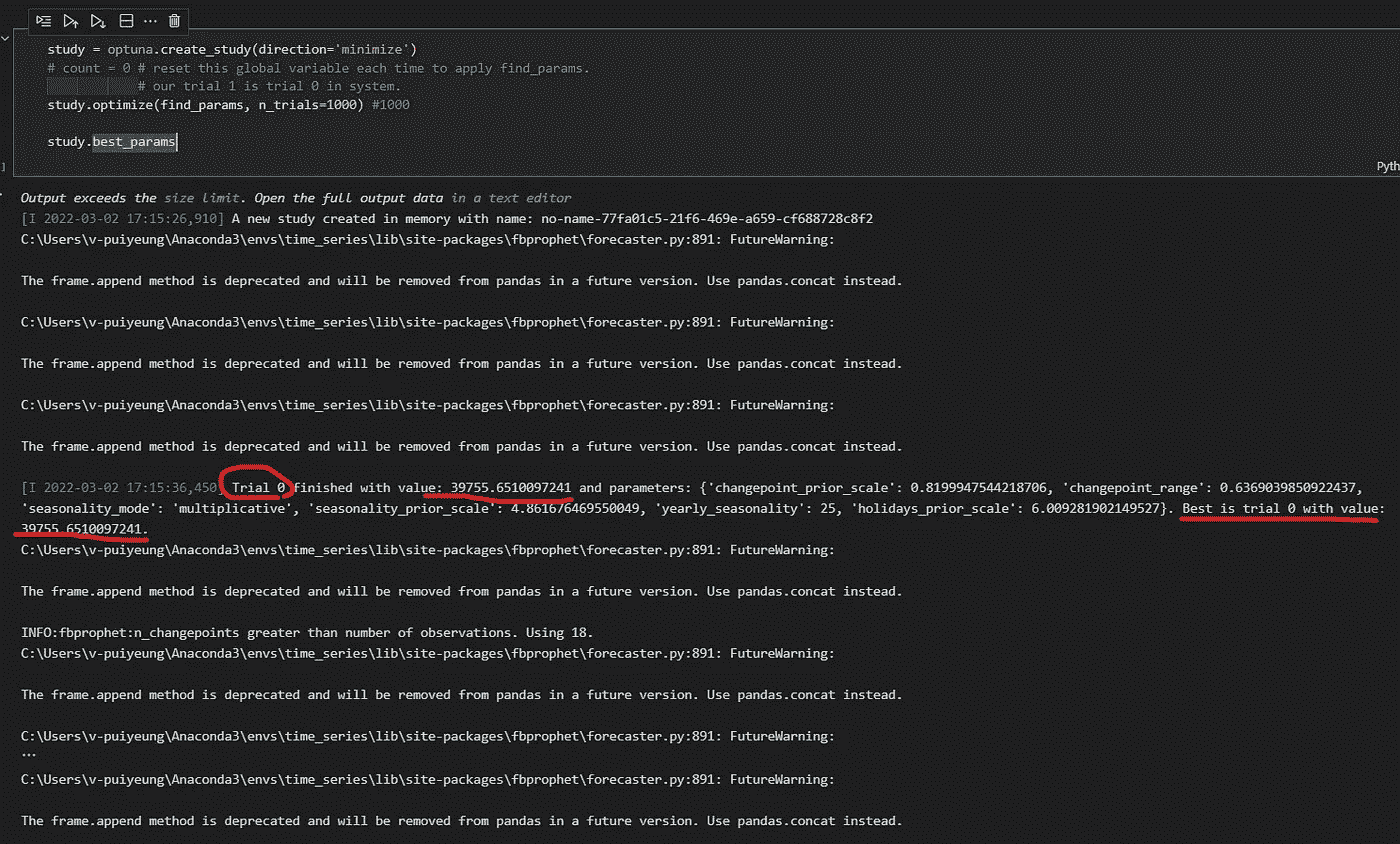 study = optuna.create_study(direction='minimize')
# count = 0 # reset this global variable each time to apply find_params.
# our trial 1 is trial 0 in system.
study.optimize(find_params, n_trials=1000) #1000
study.best_params
]
Pyth
Output exceeds the size limit. Open the full output data in a text editor
[I 2022-03-02 17:15:26,910] A new study created in memory with name: no-name-77fa01c5-21f6-469e-a659-cf688728c8f2
C:\Users\v-puiyeung\Anaconda3\envs\time_series\lib\site-packages\fbprophet\forecaster.py:891: FutureWarning:
The frame.append method is deprecated and will be removed from pandas in a future version. Use pandas.concat instead.
C:\Users\v-puiyeung\Anaconda3\envs\time_series\lib\site-packages\fbprophet\forecaster.py:891: FutureWarning:
The frame.append method is deprecated and will be removed from pandas in a future version. Use pandas.concat instead.
C:\Users\v-puiyeung\Anaconda3\envs\time_series\lib\site-packages\fbprophet\forecaster.py:891: FutureWarning:
The frame.append method is deprecated and will be removed from pandas in a future version. Use pandas.concat instead.
[I 2022-03-02 17:15:36,450] Trial 0 finished with value: 39755.6510097241 and parameters: {'changepoint_prior_scale': 0.8199947544218706, 'changepoint_range': 0.6369039850922437,
'seasonality_mode': 'multiplicative', 'seasonality_prior_scale': 4.861676469550049, 'yearly_seasonality': 25, 'holidays_prior_scale': 6.009281902149527}. Best is trial 0 with value:
39755.6510097241.
C:\Users\v-puiyeung\Anaconda3\envs\time_series\lib\site-packages\fbprophet\forecaster.py:891: FutureWarning:
The frame.append method is deprecated and will be removed from pandas in a future version. Use pandas.concat instead.
INFO:fbprophet:n_changepoints greater than number of observations. Using 18.
C:\Users\v-puiyeung\Anaconda3\envs\time_series\lib\site-packages\fbprophet\forecaster.py:891: FutureWarning:
The frame.append method is deprecated and will be removed from pandas in a future version. Use pandas.concat instead.
C:\Users\v-puiyeung\Anaconda3\envs\time_series\lib\site-packages\fbprophet\forecaster.py:891: FutureWarning:
...
C:\Users\v-puiyeung\Anaconda3\envs\time_series\lib\site-packages\fbprophet\forecaster.py:891: FutureWarning:
The frame.append method is deprecated and will be removed from pandas in a future version. Use pandas.concat instead.